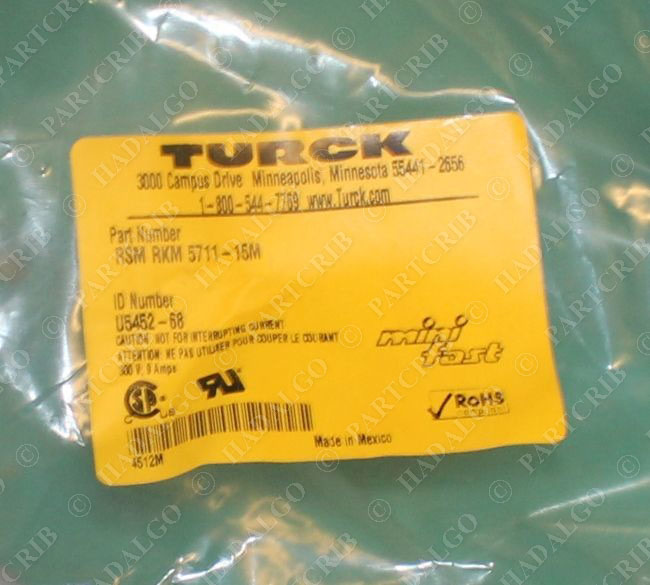 TURCK
3000 Campus Drive Minneapolis, Minnesota 55441-2656
1-800-544-7769 www.Turck.com
Part Number
RSM RKM 5711-15M
ID Number
U5452-68
CAUTION: NOT FOR INTERRUPTING CURRENT
ATTENTION: NE PAS UTILISER POUR COUPER LE COURANT
300 V, 9 Amps
mini fast
RoHS
Made in Mexico
4512M
© PARTCRIB
© HADALGO